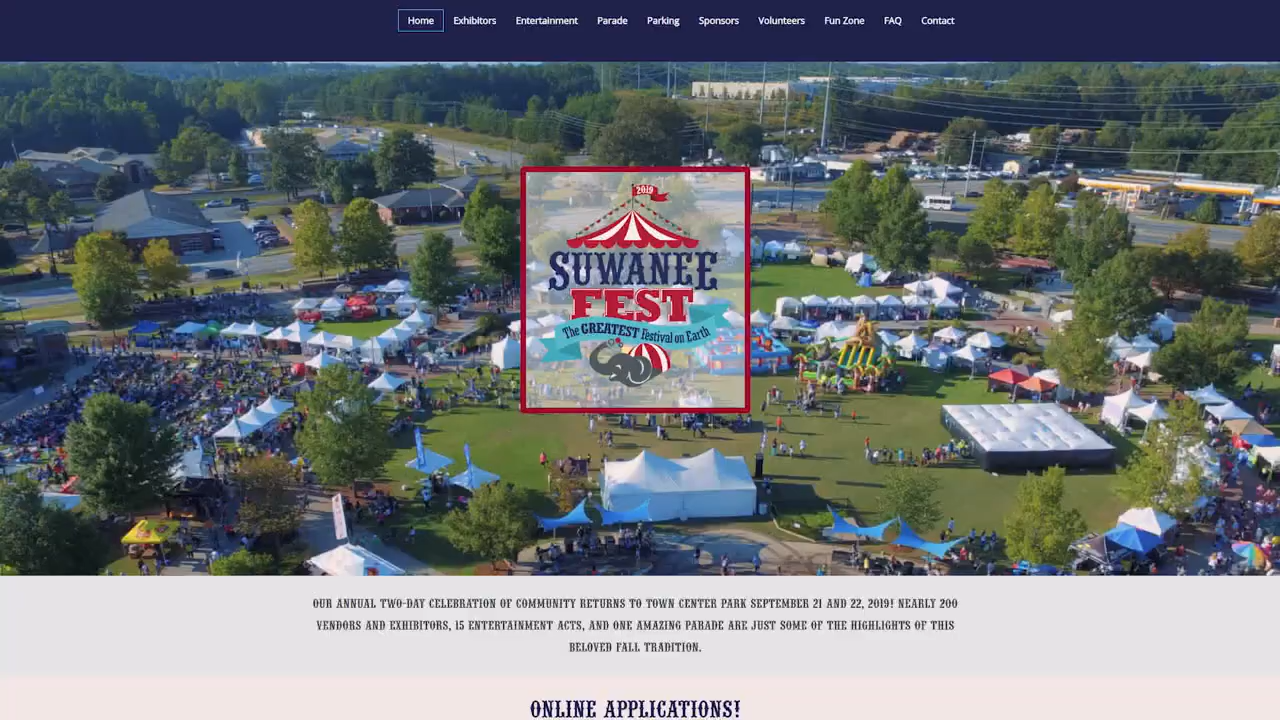 Home Exhibitors Entertainment Parade Parking Sponsors Volunteers Fun Zone FAQ Contact
2019
SUWANEE
FEST
The GREATEST Festival on Earth
OUR ANNUAL TWO-DAY CELEBRATION OF COMMUNITY RETURNS TO TOWN CENTER PARK SEPTEMBER 21 AND 22, 2019! NEARLY 200
VENDORS AND EXHIBITORS, 15 ENTERTAINMENT ACTS, AND ONE AMAZING PARADE ARE JUST SOME OF THE HIGHLIGHTS OF THIS
BELOVED FALL TRADITION.
ONLINE APPLICATIONS!